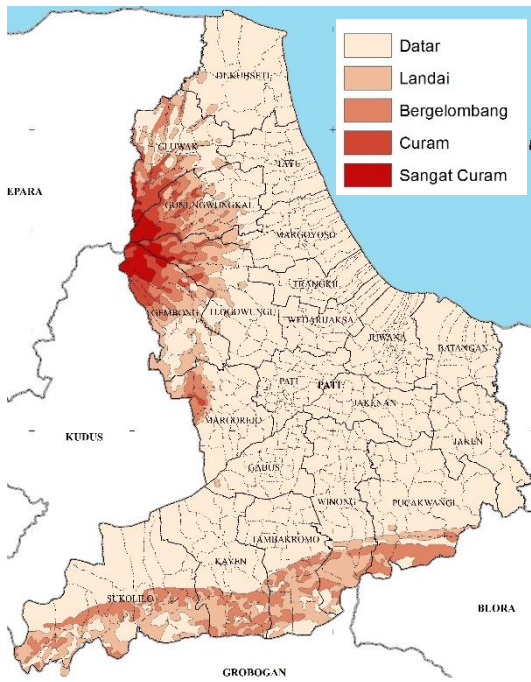 Datar
Landai
Bergelombang
Curam
Sangat Curam
DUKUHSETI
CLUWAK
TAYU
EPARA
GUNUNGWUNGKAL
MARGOYOSO
TRANGKIL
GEMBONG
TLOGOWUNGU
WEDARIJAKSA
JUWANA
BATANGAN
PATI
PATI
JAKENAN
MARGOREJO
KUDUS
JAKEN
GABUS
WINONG
PUCAKWANGI
TAMBAKROMO
KAYEN
SUKOLILO
BLORA
GROBOGAN